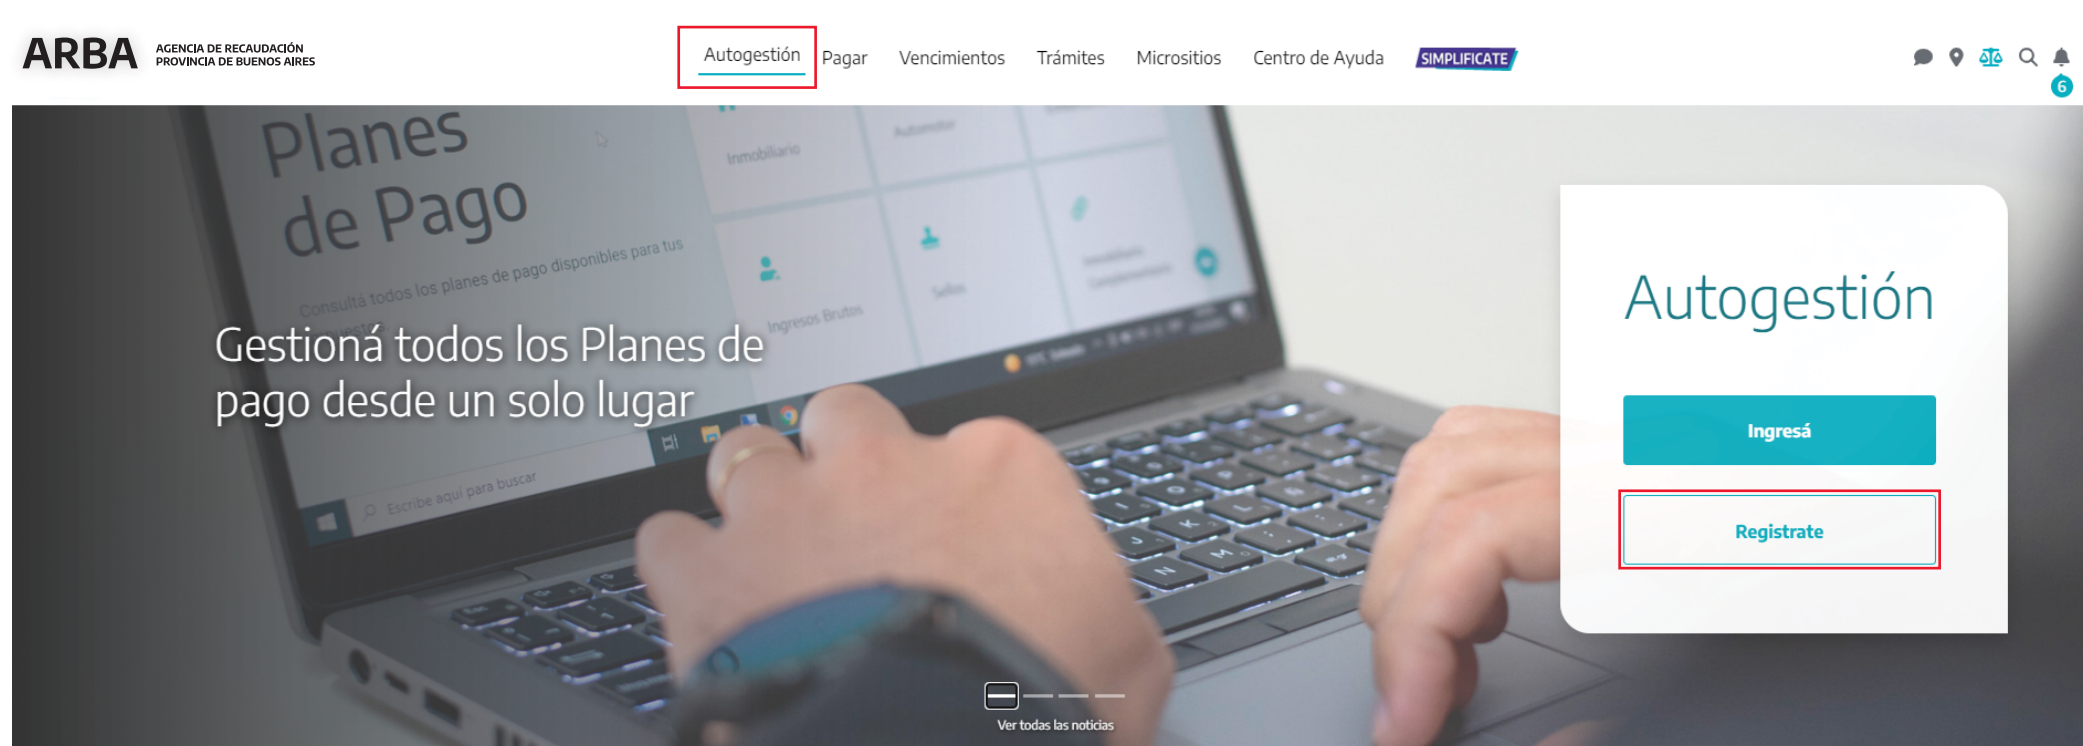 ARBA
AGENCIA DE RECAUDACIÓN
PROVINCIA DE BUENOS AIRES
Autogestión
Pagar
Vencimientos
Trámites
Micrositios
Centro de Ayuda
SIMPLIFICATE
6
Planes
de Pago
Consultá todos los planes de pago disponibles para tus
Inmobiliario
Automotor
Ingresos Brutos
Sellos
Inmobiliario
Complementario
Escribe aquí para buscar
Gestioná todos los Planes de
pago desde un solo lugar
Autogestión
Ingresá
Registrate
Ver todas las noticias